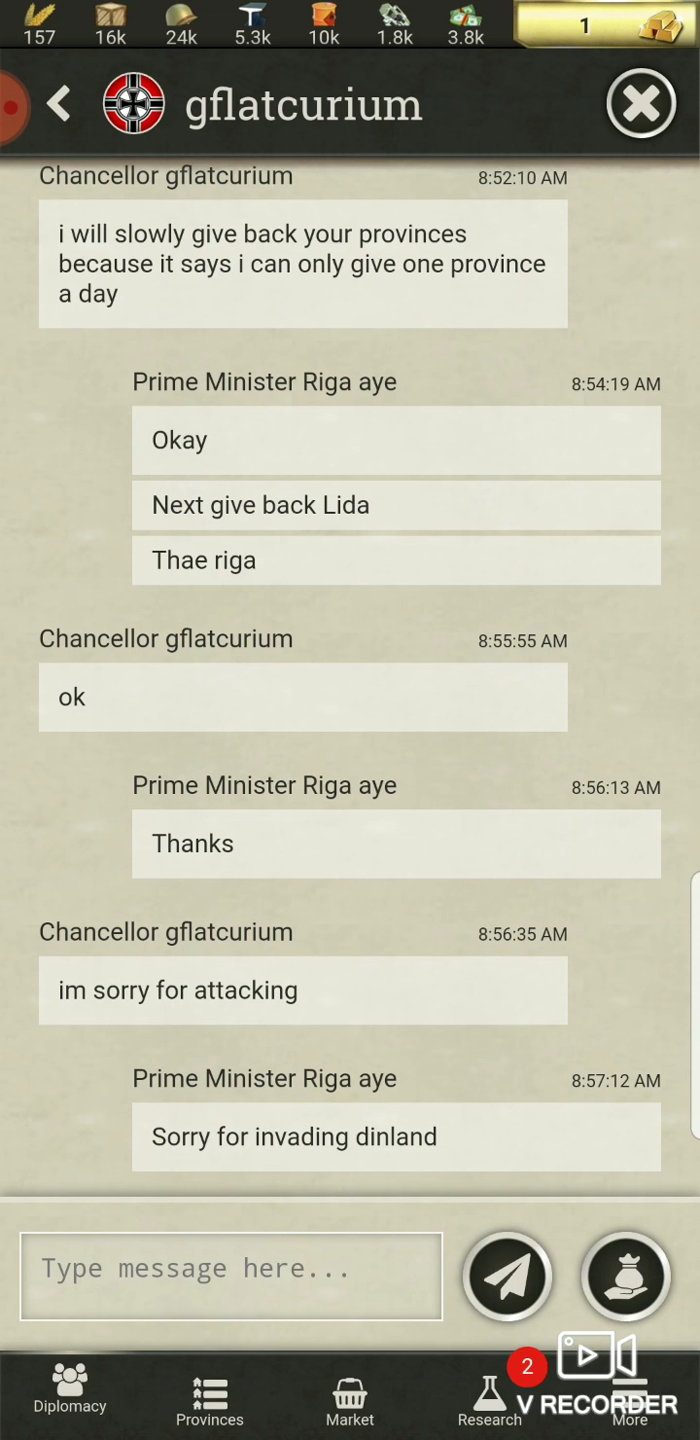 157 16k 24k 5.3k 10k 1.8k 3.8k 1
gflatcurium
Chancellor gflatcurium 8:52:10 AM
i will slowly give back your provinces
because it says i can only give one province
a day
Prime Minister Riga aye 8:54:19 AM
Okay
Next give back Lida
Thae riga
Chancellor gflatcurium 8:55:55 AM
ok
Prime Minister Riga aye 8:56:13 AM
Thanks
Chancellor gflatcurium 8:56:35 AM
im sorry for attacking
Prime Minister Riga aye 8:57:12 AM
Sorry for invading dinland
Type message here...
2
Diplomacy Provinces Market Research More
V RECORDER